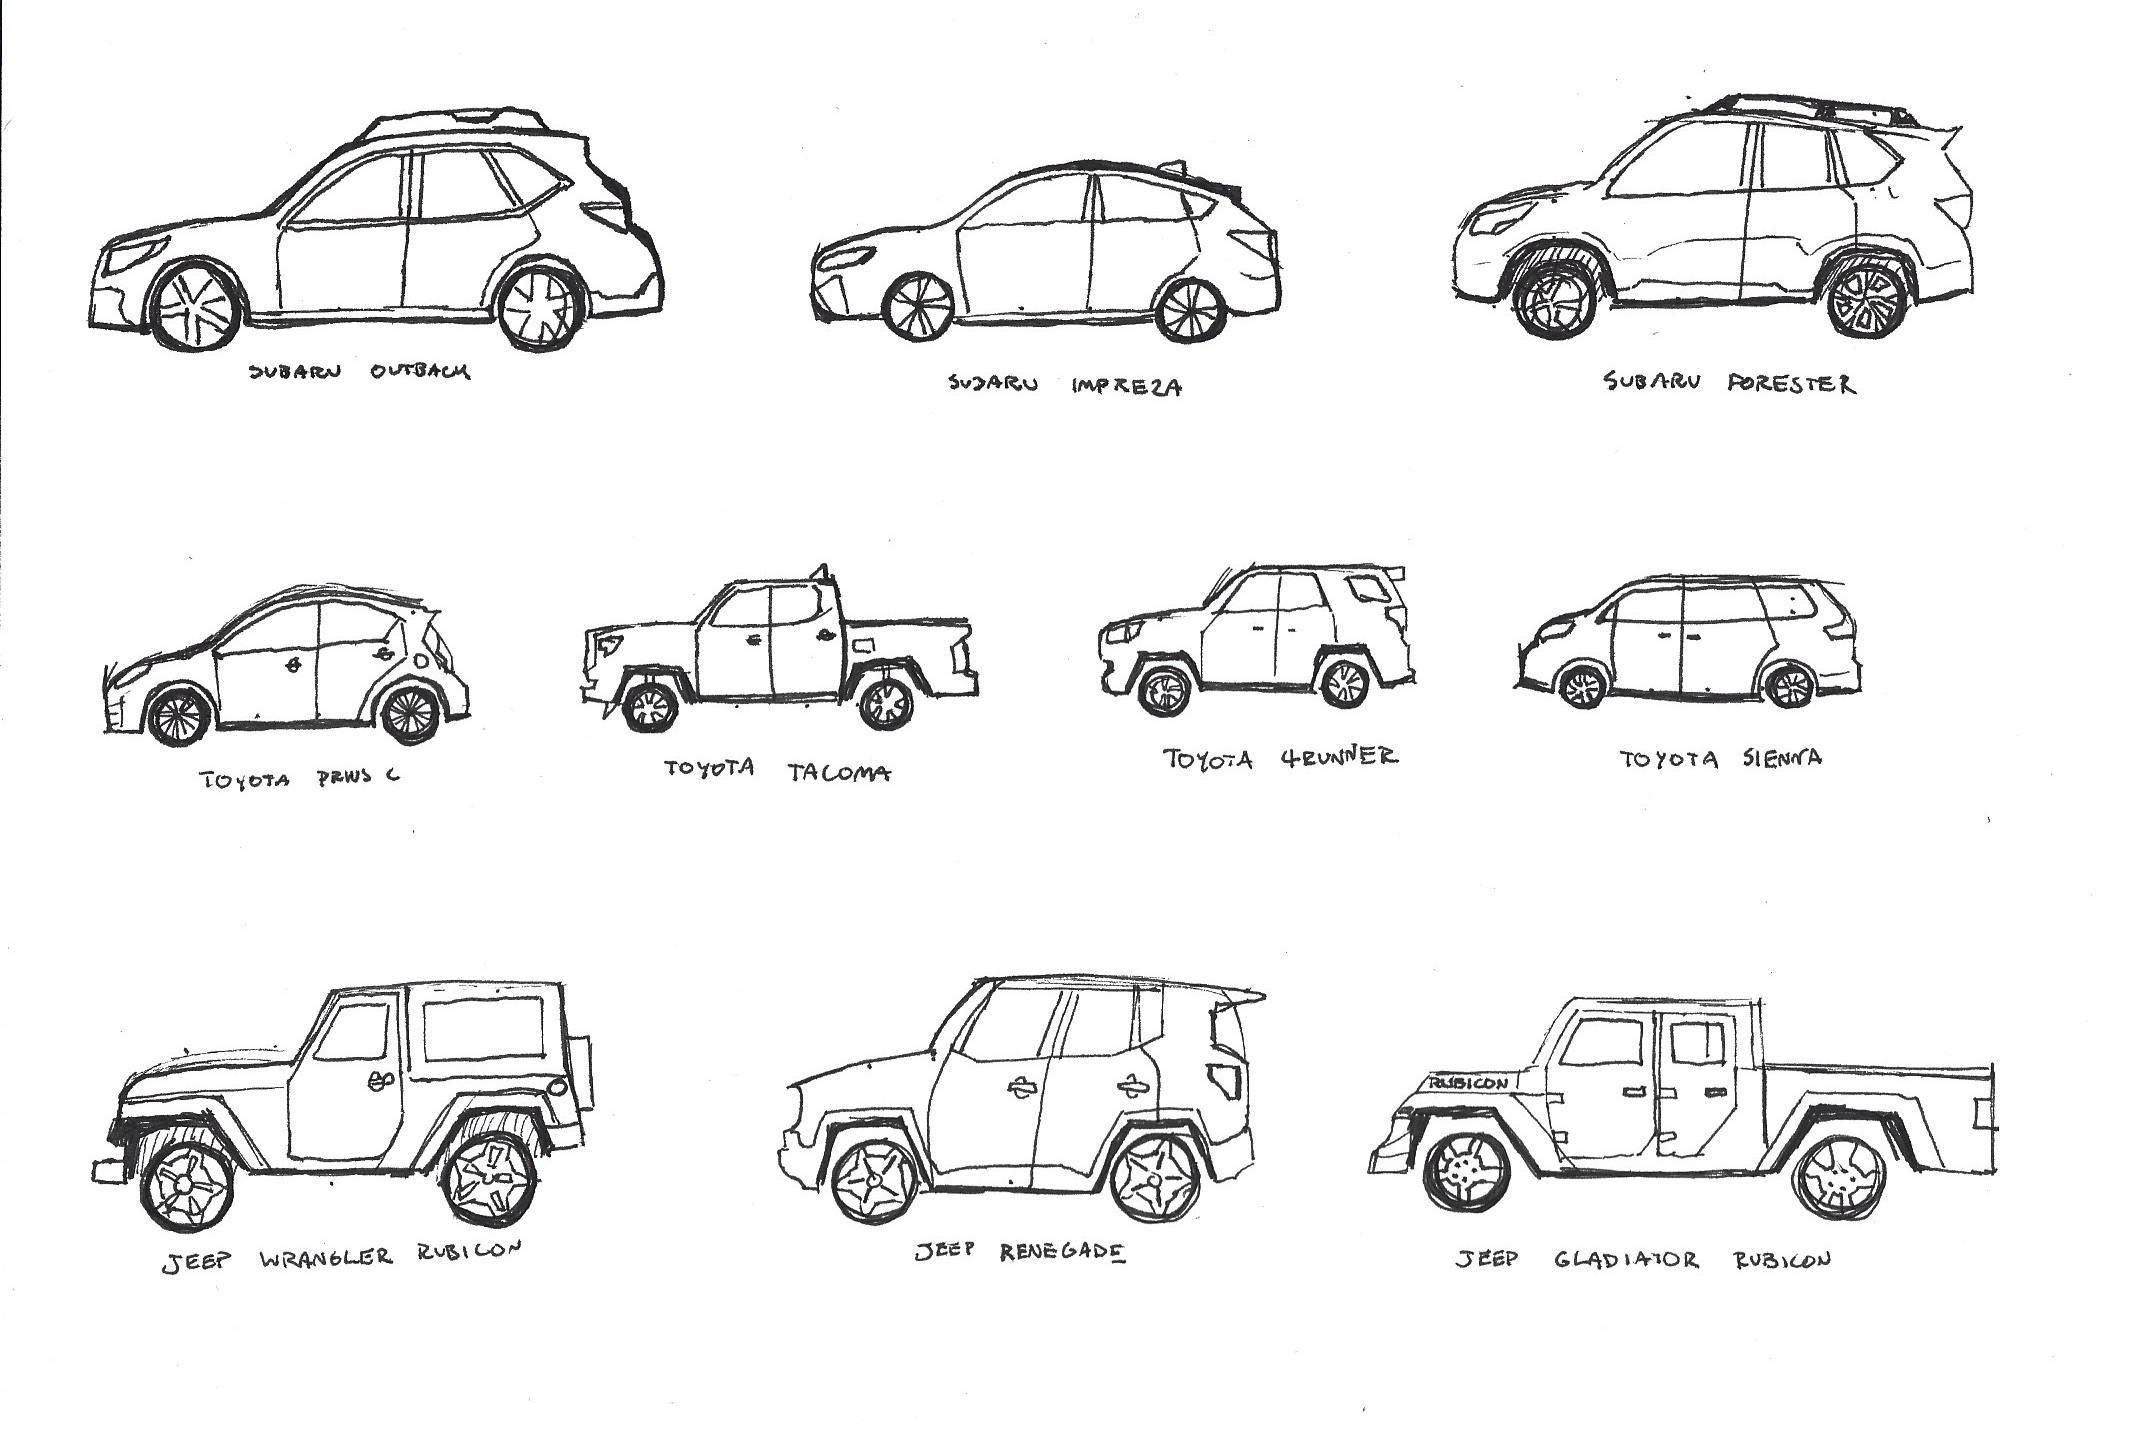 SUBARU OUTBACK
SUBARU IMPREZA
SUBARU FORESTER
TOYOTA PRIUS C
TOYOTA TACOMA
TOYOTA 4RUNNER
TOYOTA SIENNA
RUBICON
JEEP WRANGLER RUBICON
JEEP RENEGADE
JEEP GLADIATOR RUBICON